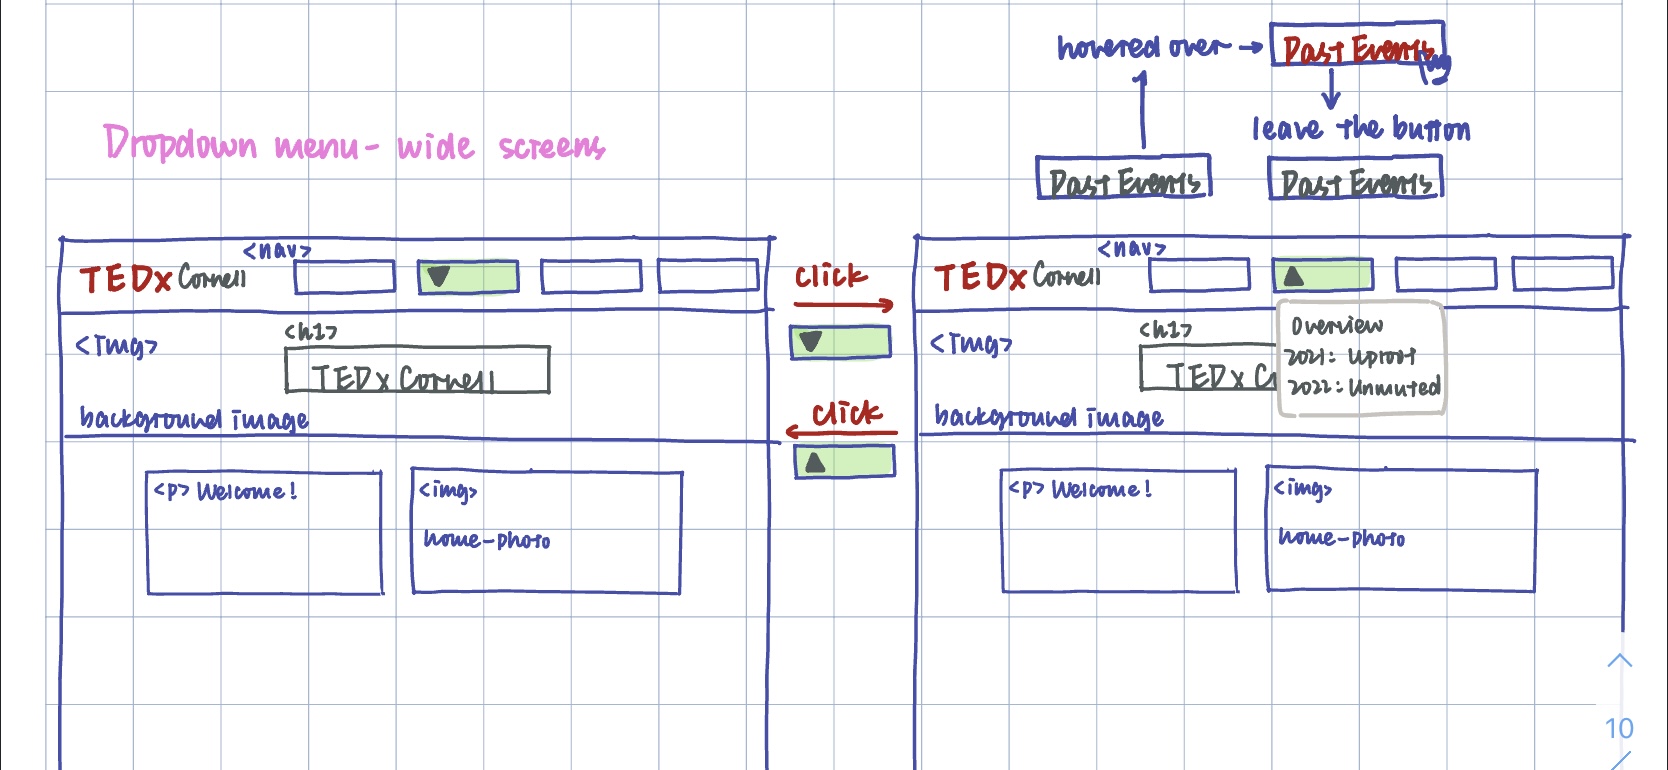 hovered over → Past Events
leave the button
Dropdown menu - wide screens
Past Events
Past Events
<nav>
TEDx Cornell
<Img>
<h1>
TEDx Cornell
background image
<p> Welcome!
<img>
home-photo
click
click
<nav>
TEDx Cornell
<Img>
<h1>
TEDx Co
Overview
2021: Uproot
2022: Unmuted
background image
<p> Welcome!
<img>
home-photo
10